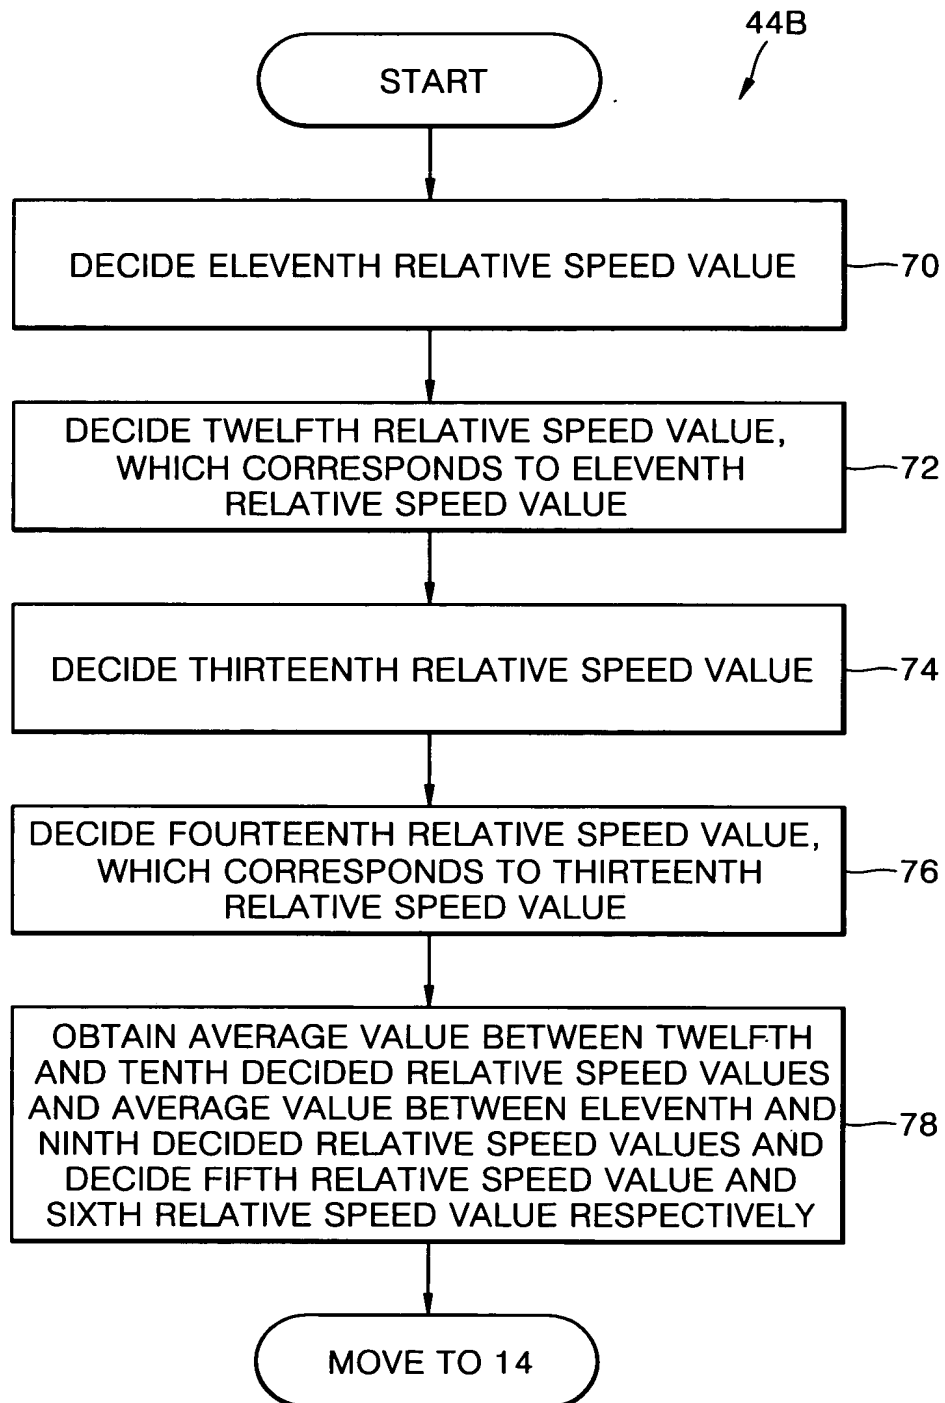 44B
START
DECIDE ELEVENTH RELATIVE SPEED VALUE
70
DECIDE TWELFTH RELATIVE SPEED VALUE,
WHICH CORRESPONDS TO ELEVENTH
RELATIVE SPEED VALUE
72
DECIDE THIRTEENTH RELATIVE SPEED VALUE
74
DECIDE FOURTEENTH RELATIVE SPEED VALUE,
WHICH CORRESPONDS TO THIRTEENTH
RELATIVE SPEED VALUE
76
OBTAIN AVERAGE VALUE BETWEEN TWELFTH
AND TENTH DECIDED RELATIVE SPEED VALUES
AND AVERAGE VALUE BETWEEN ELEVENTH AND
NINTH DECIDED RELATIVE SPEED VALUES AND
DECIDE FIFTH RELATIVE SPEED VALUE AND
SIXTH RELATIVE SPEED VALUE RESPECTIVELY
78
MOVE TO 14